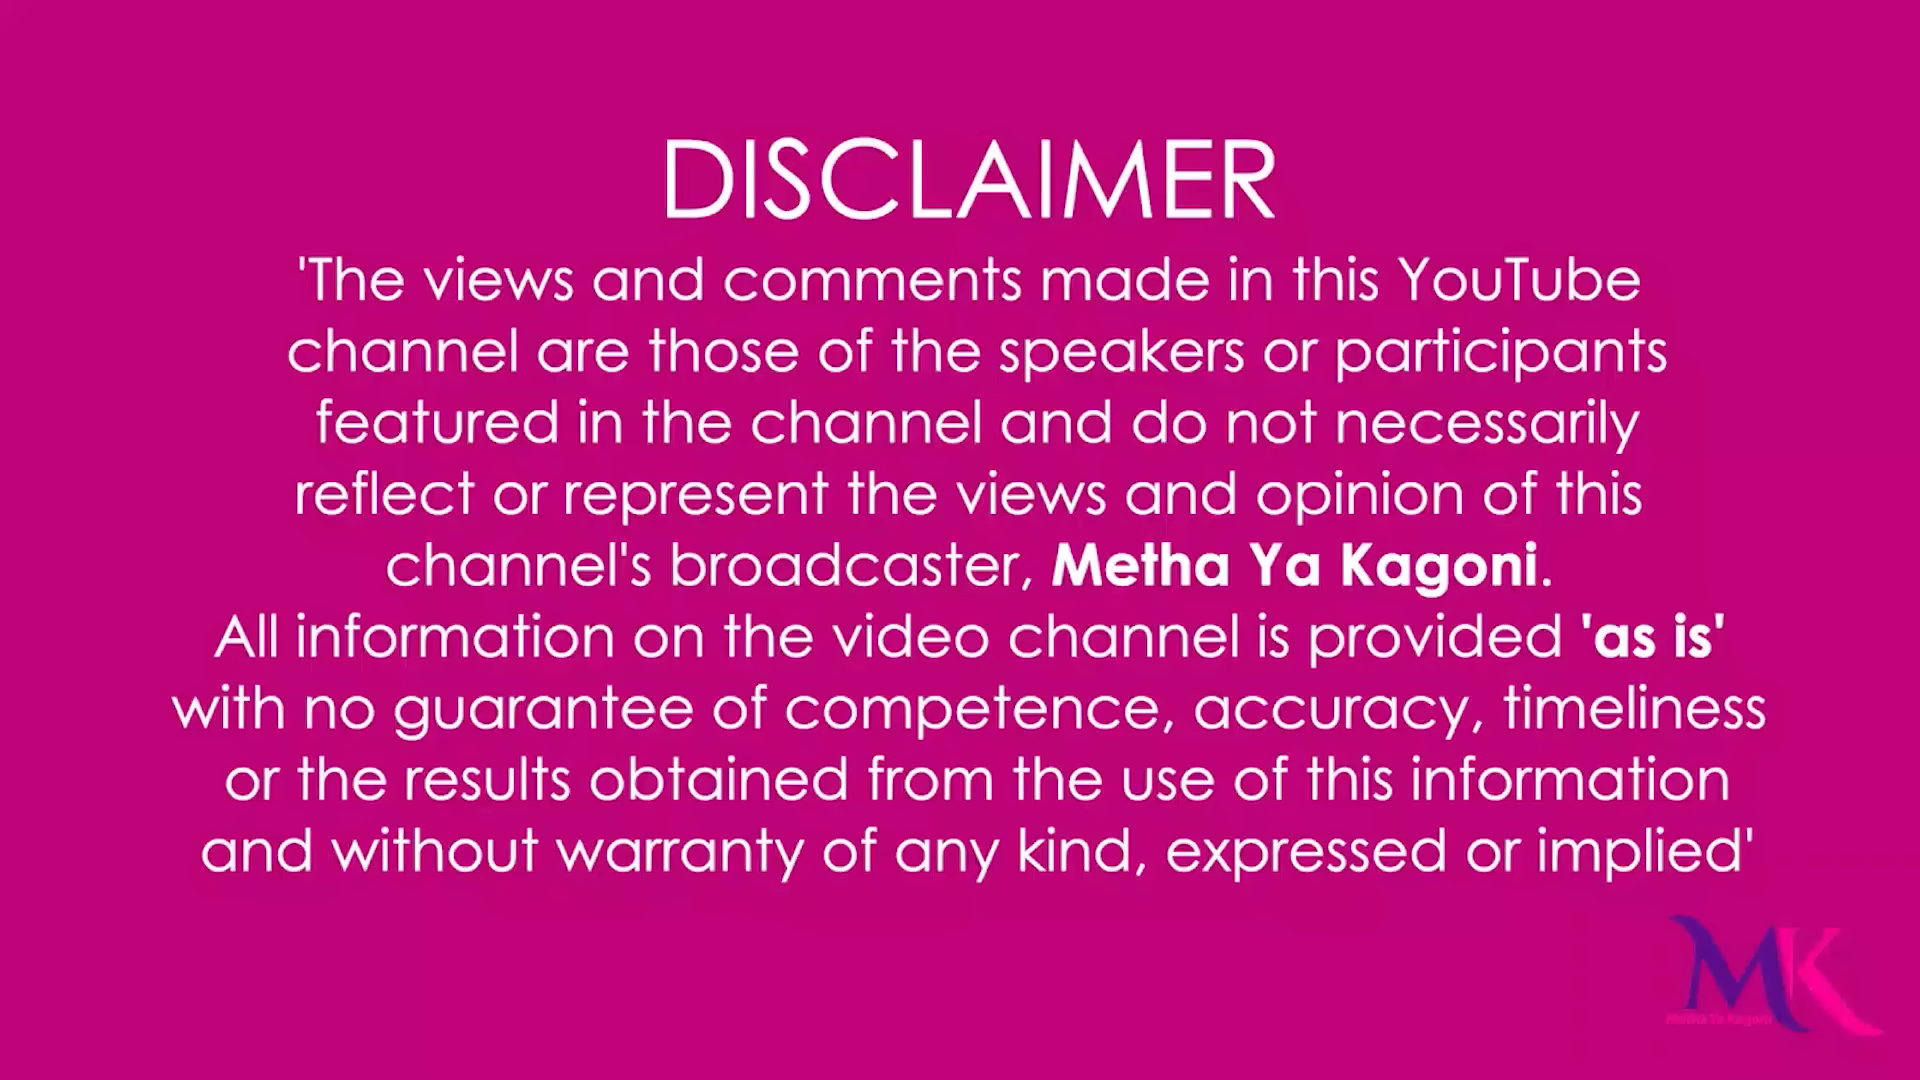 DISCLAIMER
'The views and comments made in this YouTube
channel are those of the speakers or participants
featured in the channel and do not necessarily
reflect or represent the views and opinion of this
channel's broadcaster, Metha Ya Kagoni.
All information on the video channel is provided 'as is'
with no guarantee of competence, accuracy, timeliness
or the results obtained from the use of this information
and without warranty of any kind, expressed or implied'
MK
Metha Ya Kagoni